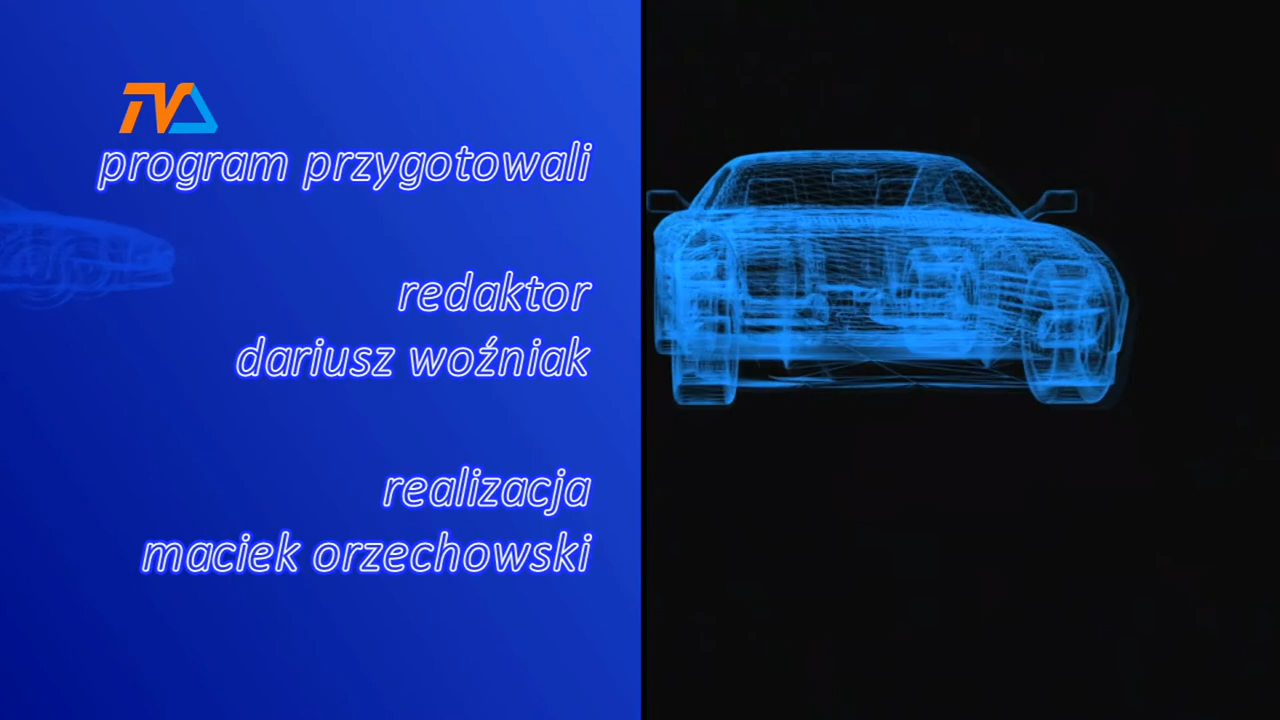 TVA
program przygotowali
redaktor
dariusz woźniak
realizacja
maciek orzechowski